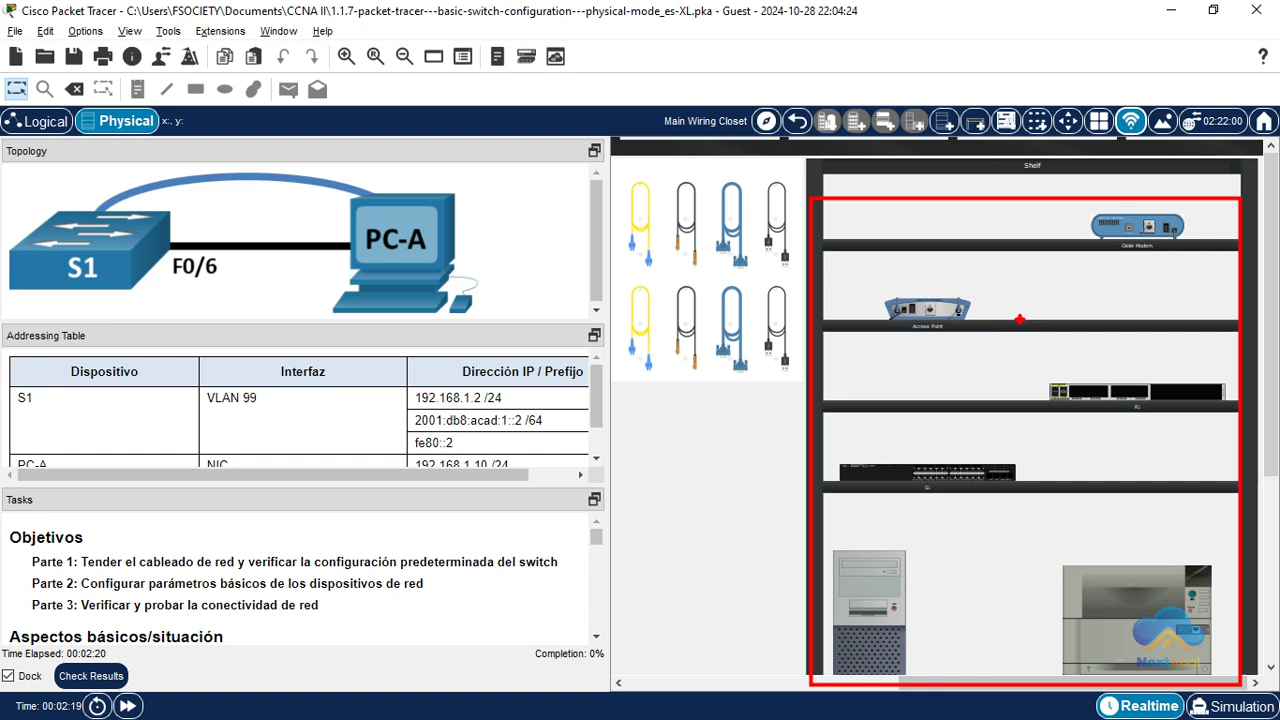 Cisco Packet Tracer - C:\Users\FSOCIETY\Documents\CCNA II\1.1.7-packet-tracer---basic-switch-configuration---physical-mode_es-XL.pka - Guest - 2024-10-28 22:04:24
File Edit Options View Tools Extensions Window Help
Logical Physical x:, y: Main Wiring Closet 02:22:00
Topology
S1
F0/6
PC-A
Addressing Table
Dispositivo Interfaz Dirección IP / Prefijo
S1 VLAN 99 192.168.1.2 /24
2001:db8:acad:1::2 /64
fe80::2
PC-A NIC 192.168.1.10 /24
Tasks
Objetivos
Parte 1: Tender el cableado de red y verificar la configuración predeterminada del switch
Parte 2: Configurar parámetros básicos de los dispositivos de red
Parte 3: Verificar y probar la conectividad de red
Aspectos básicos/situación
Time Elapsed: 00:02:20 Completion: 0%
Dock Check Results
Shelf
Cable Modem
Access Point
R1
S1
Time: 00:02:19 Realtime Simulation